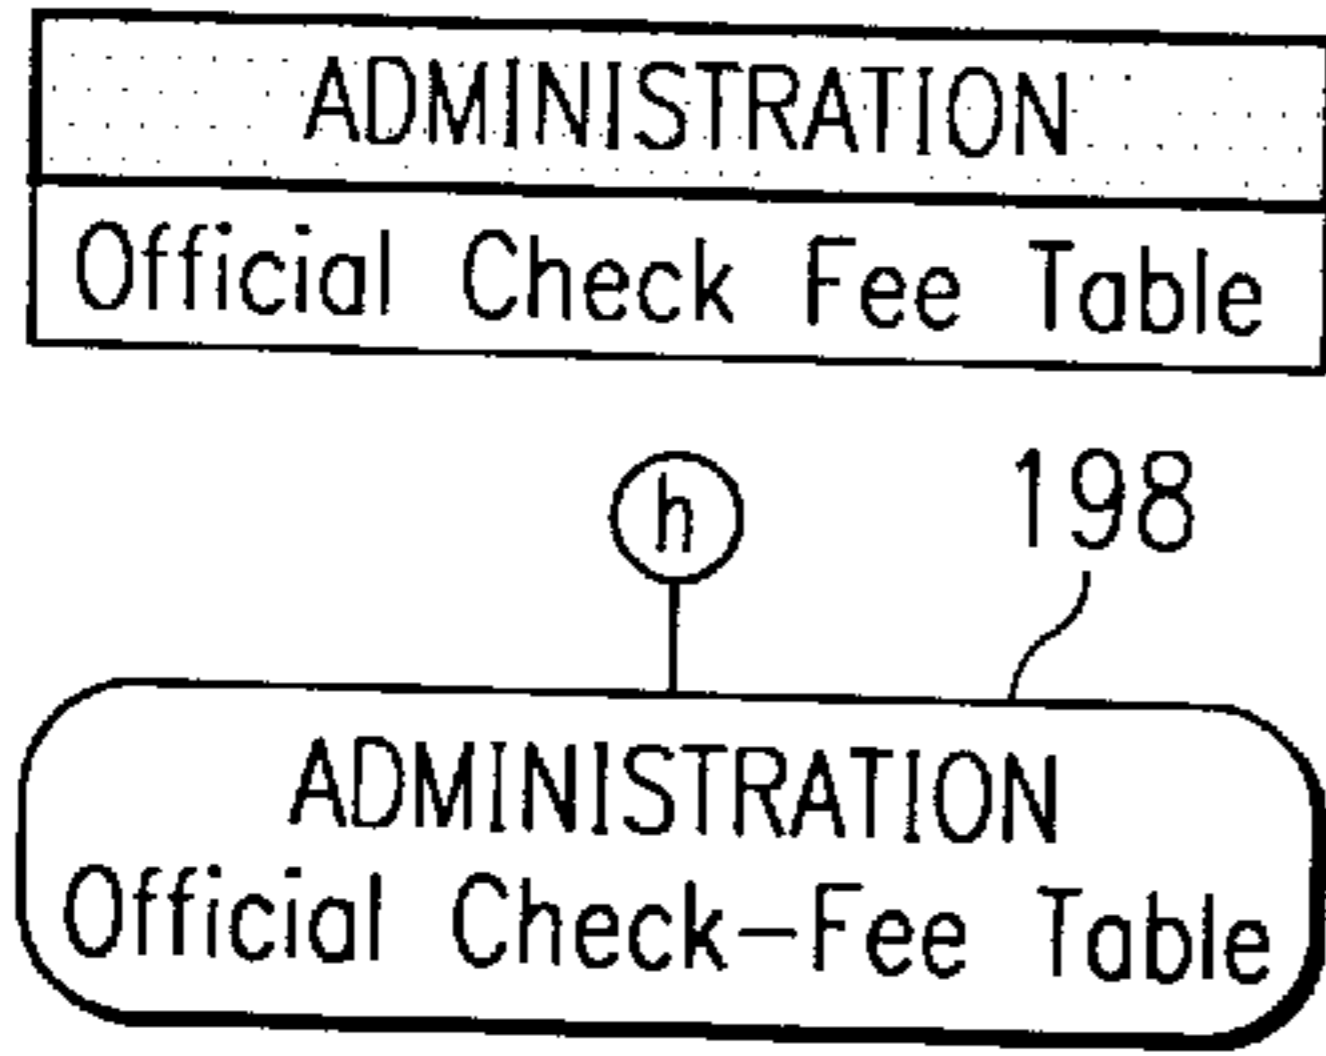 ADMINISTRATION
Official Check Fee Table
h
198
ADMINISTRATION
Official Check-Fee Table